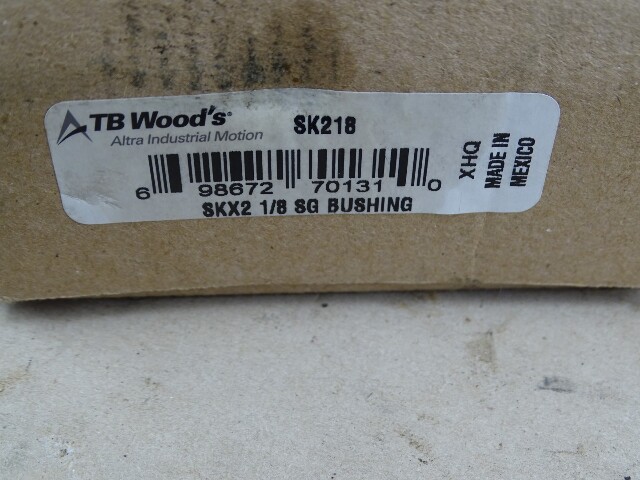 TB Wood's®
Altra Industrial Motion
SK218
6 98672 70131 0
SKX2 1/8 SG BUSHING
XHQ
MADE IN
MEXICO